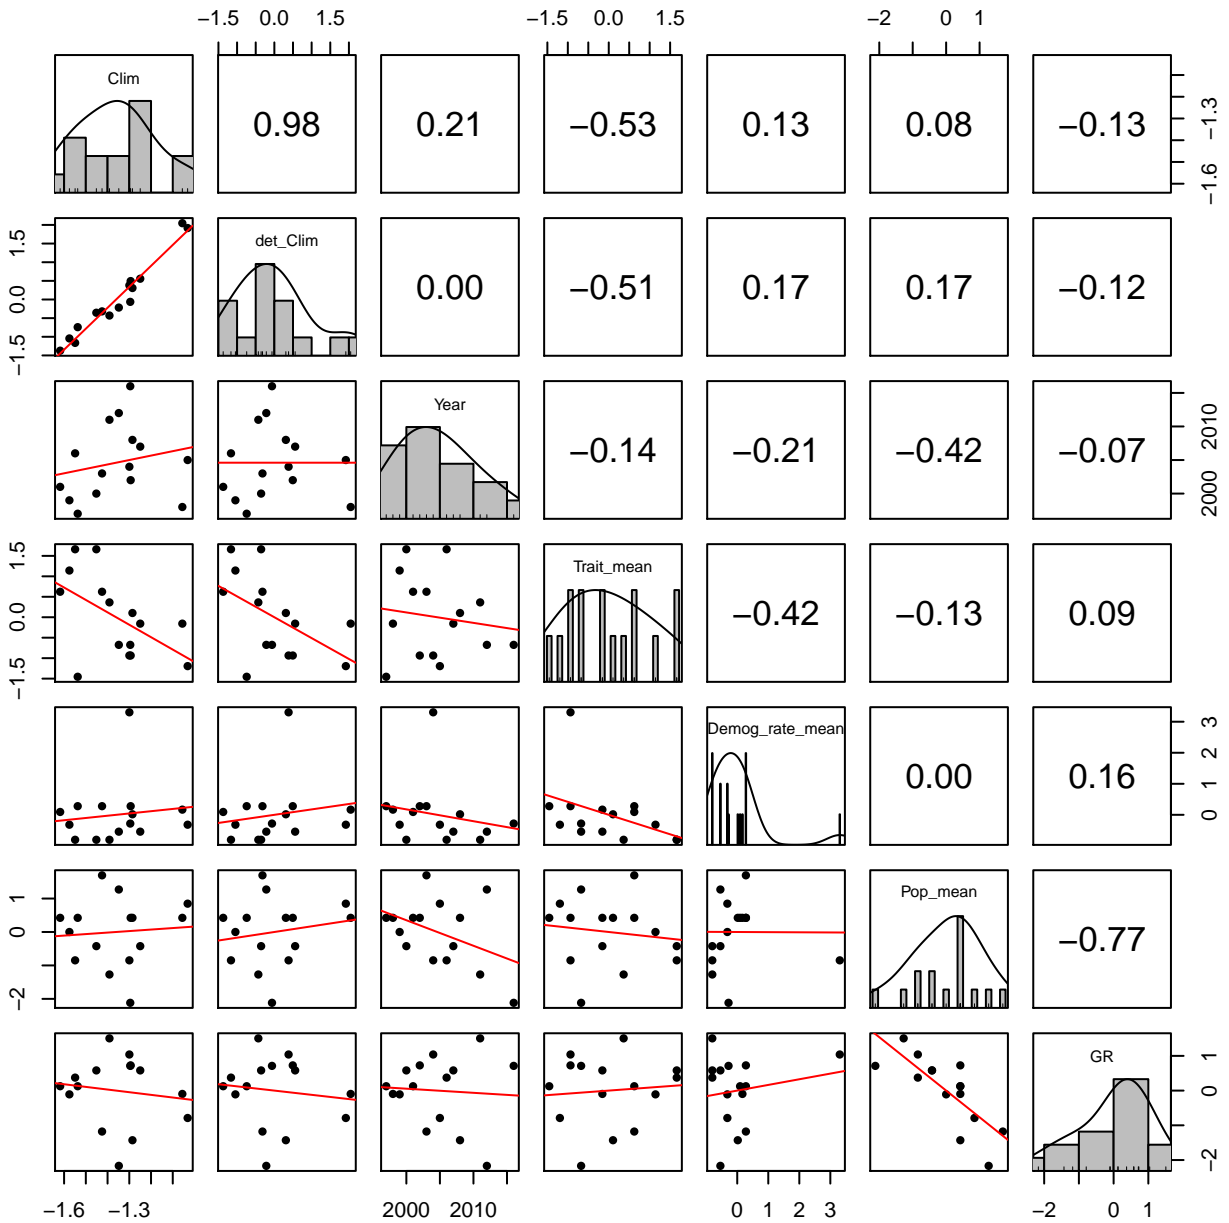 −1.5 0.0 1.5 −1.5 0.0 1.5 −2 0 1
Clim 0.98 0.21 −0.53 0.13 0.08 −0.13 −1.6 −1.3
−1.5 0.0 1.5 det_Clim 0.00 −0.51 0.17 0.17 −0.12
Year −0.14 −0.21 −0.42 −0.07 2000 2010
−1.5 0.0 1.5 Trait_mean −0.42 −0.13 0.09
Demog_rate_mean 0.00 0.16 0 1 2 3
−2 0 1 Pop_mean −0.77
GR −2 0 1
−1.6 −1.3 2000 2010 0 1 2 3 −2 0 1